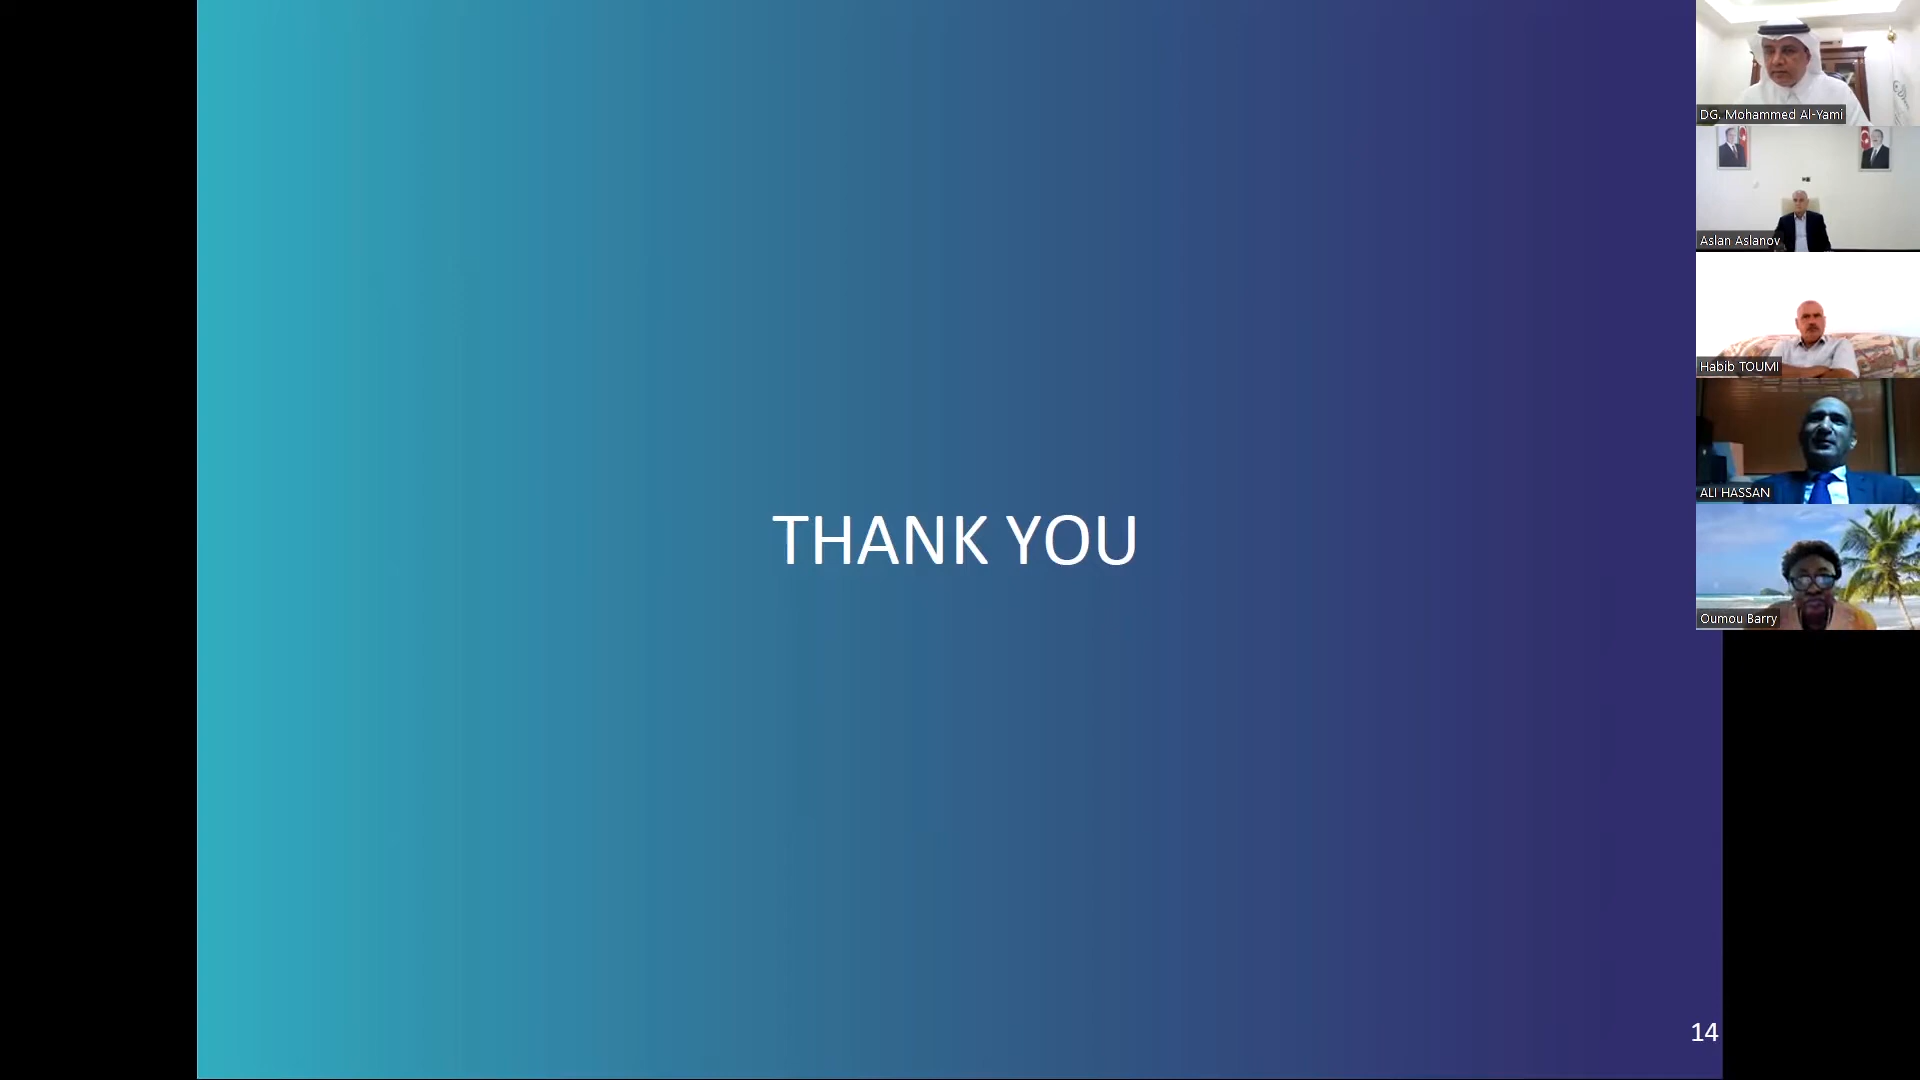 THANK YOU
14
DG. Mohammed Al-Yami
Aslan Aslanov
Habib TOUMI
ALI HASSAN
Oumou Barry